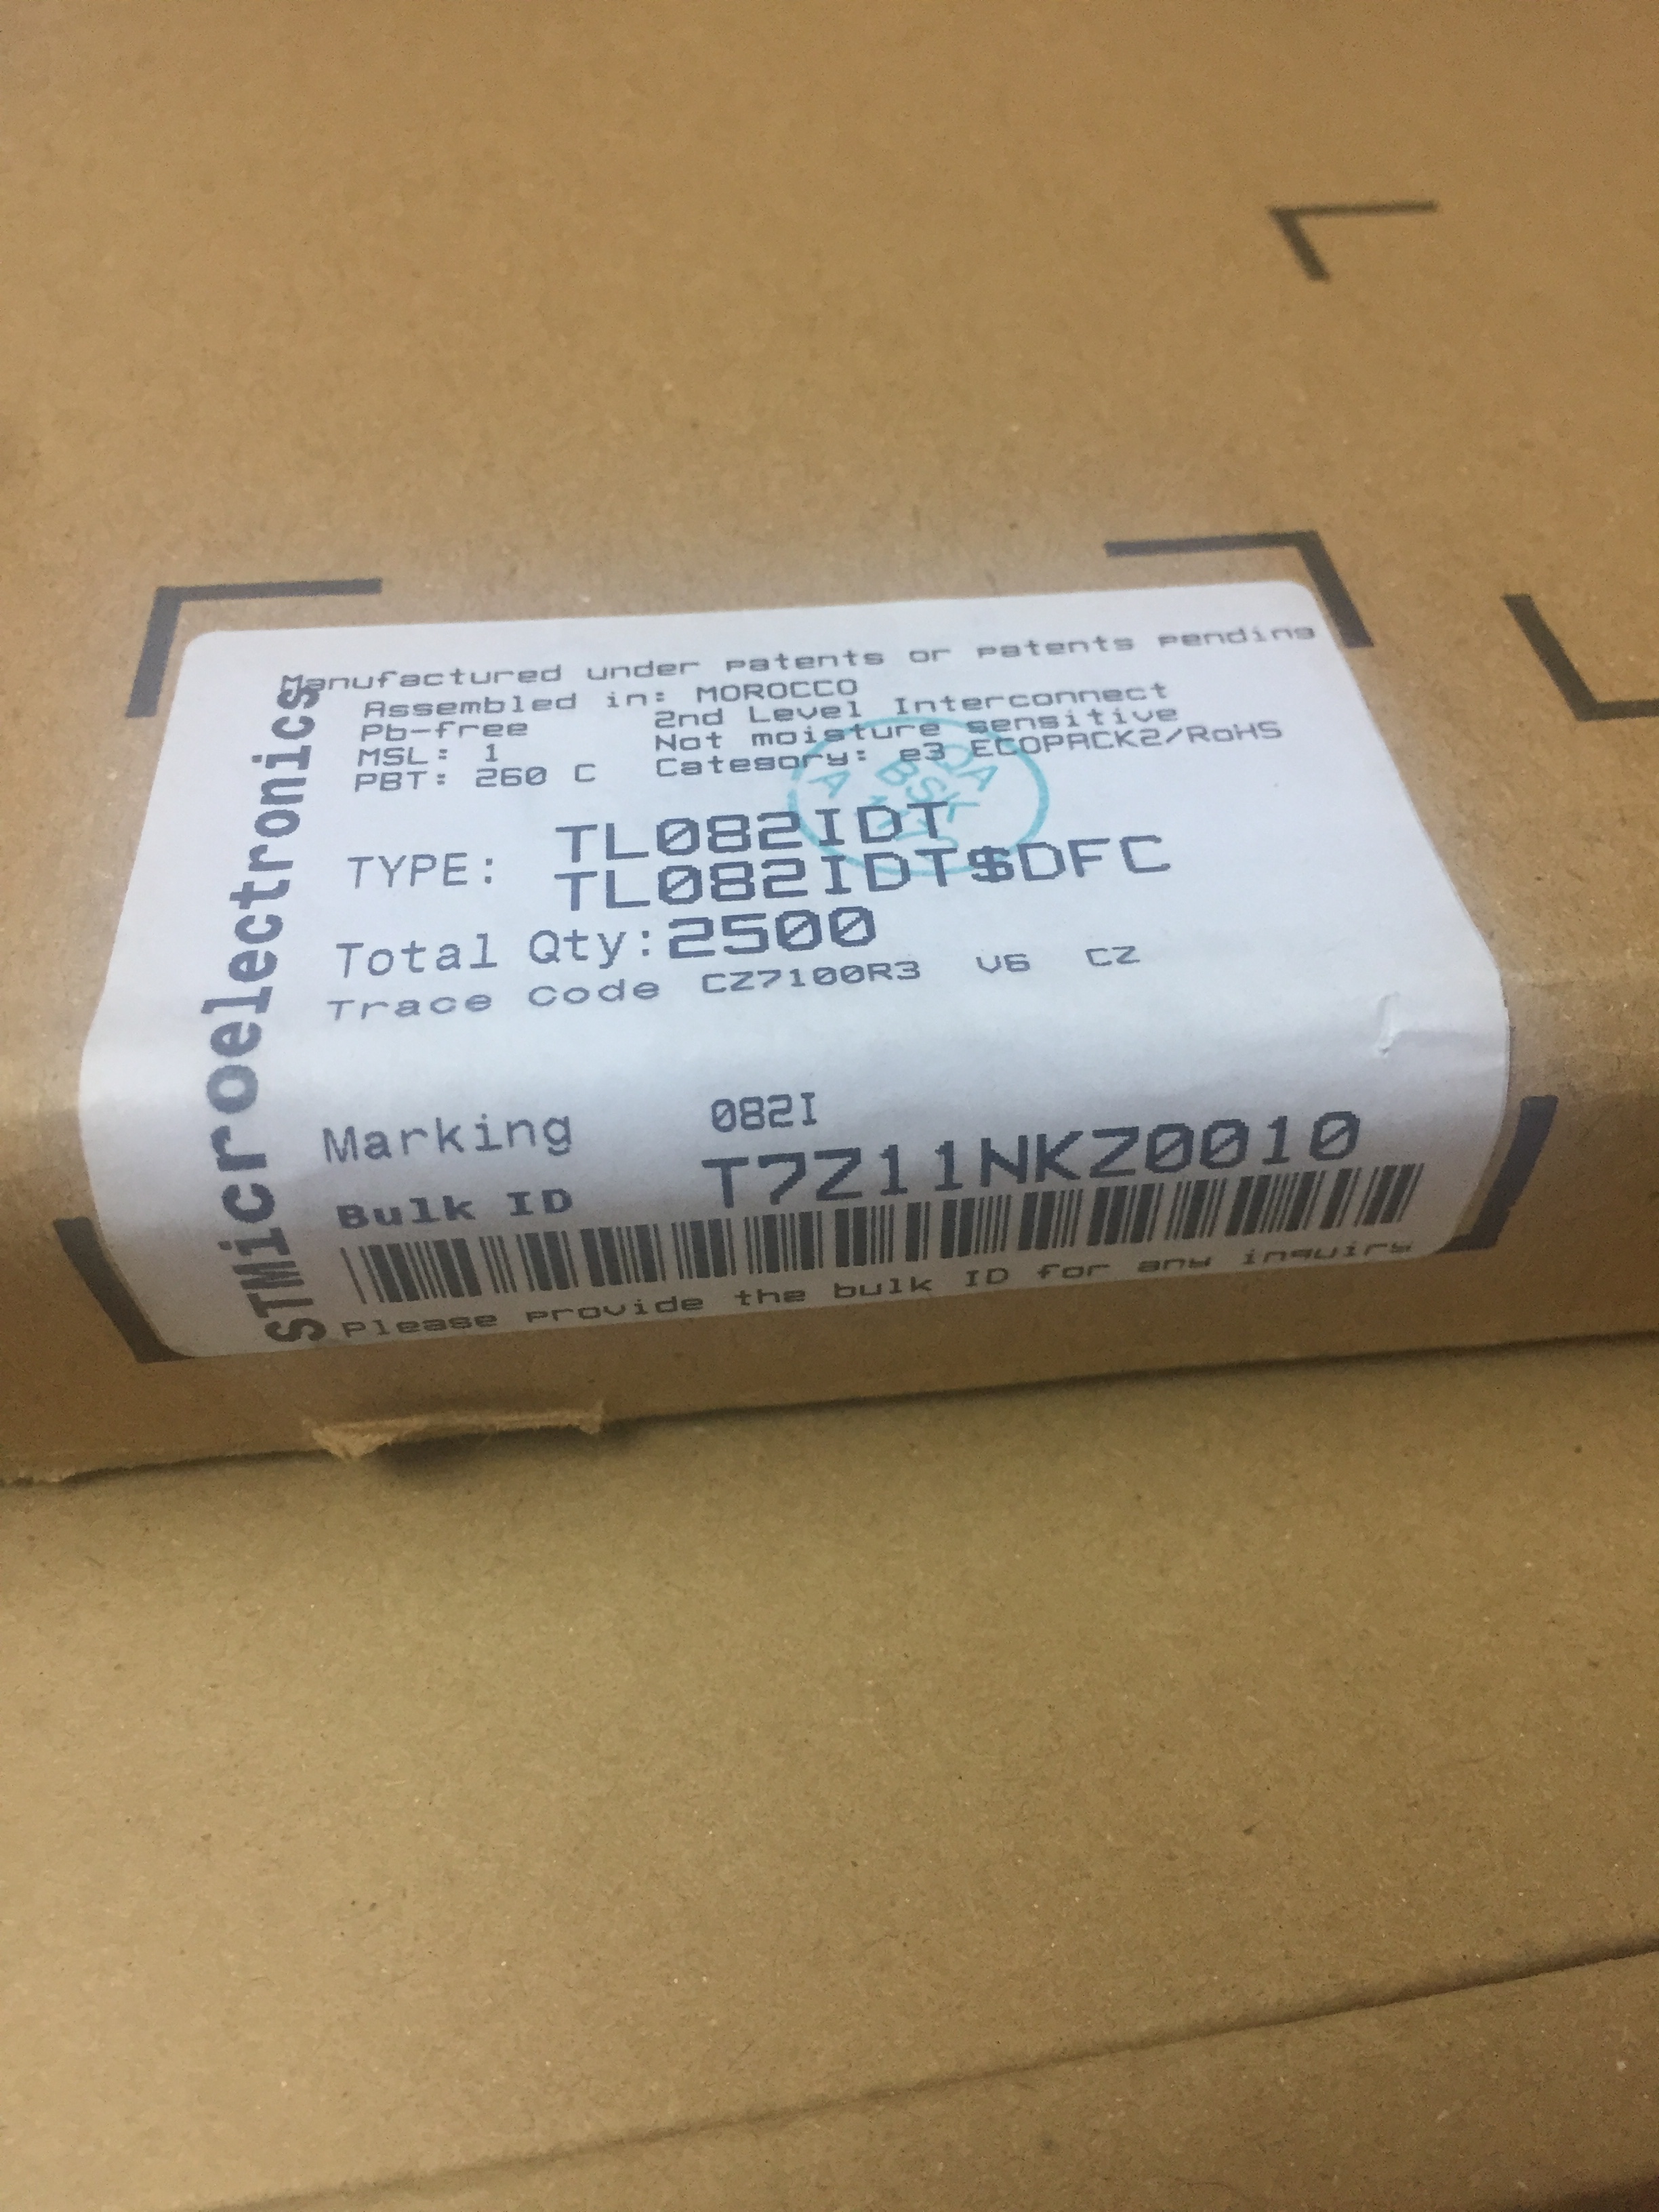 STMicroelectronics
Manufactured under patents or patents pending
Assembled in: MOROCCO
Pb-free 2nd Level Interconnect
MSL: 1 Not moisture sensitive
PBT: 260 C Category: e3 ECOPACK2/RoHS
TYPE: TL082IDT
TL082IDT$DFC
Total Qty: 2500
Trace Code CZ7100R3 V6 CZ
Marking 082I
Bulk ID T7Z11NKZ0010
Please provide the bulk ID for any inquiry
BSK